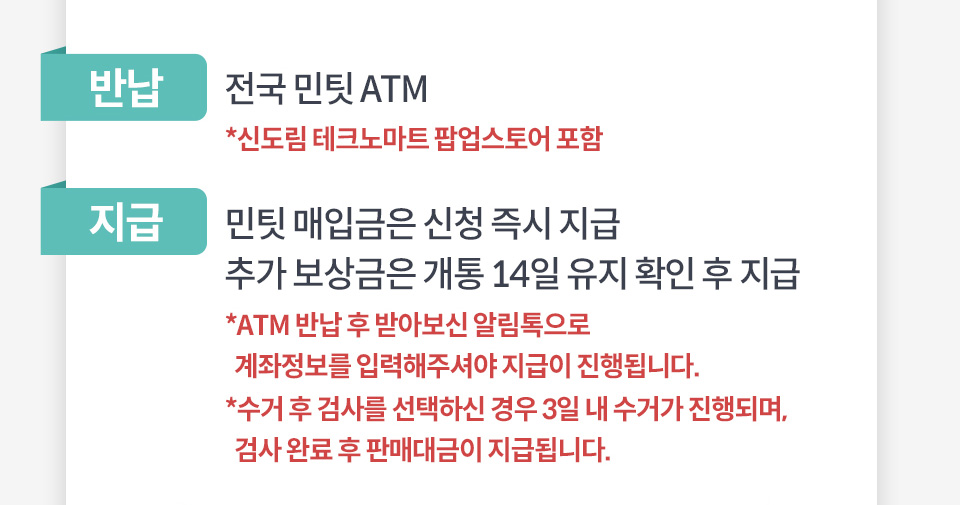 반납
전국 민팃 ATM
*신도림 테크노마트 팝업스토어 포함
지급
민팃 매입금은 신청 즉시 지급
추가 보상금은 개통 14일 유지 확인 후 지급
*ATM 반납 후 받아보신 알림톡으로
계좌정보를 입력해주셔야 지급이 진행됩니다.
*수거 후 검사를 선택하신 경우 3일 내 수거가 진행되며,
검사 완료 후 판매대금이 지급됩니다.